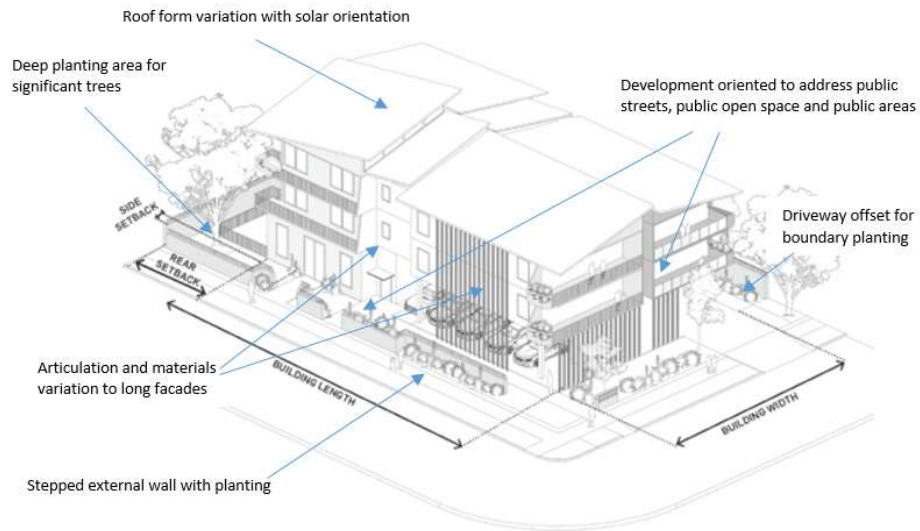 Roof form variation with solar orientation
Deep planting area for
significant trees
Development oriented to address public
streets, public open space and public areas
SIDE
SETBACK
Driveway offset for
boundary planting
REAR
SETBACK
Articulation and materials
variation to long facades
BUILDING LENGTH
BUILDING WIDTH
Stepped external wall with planting